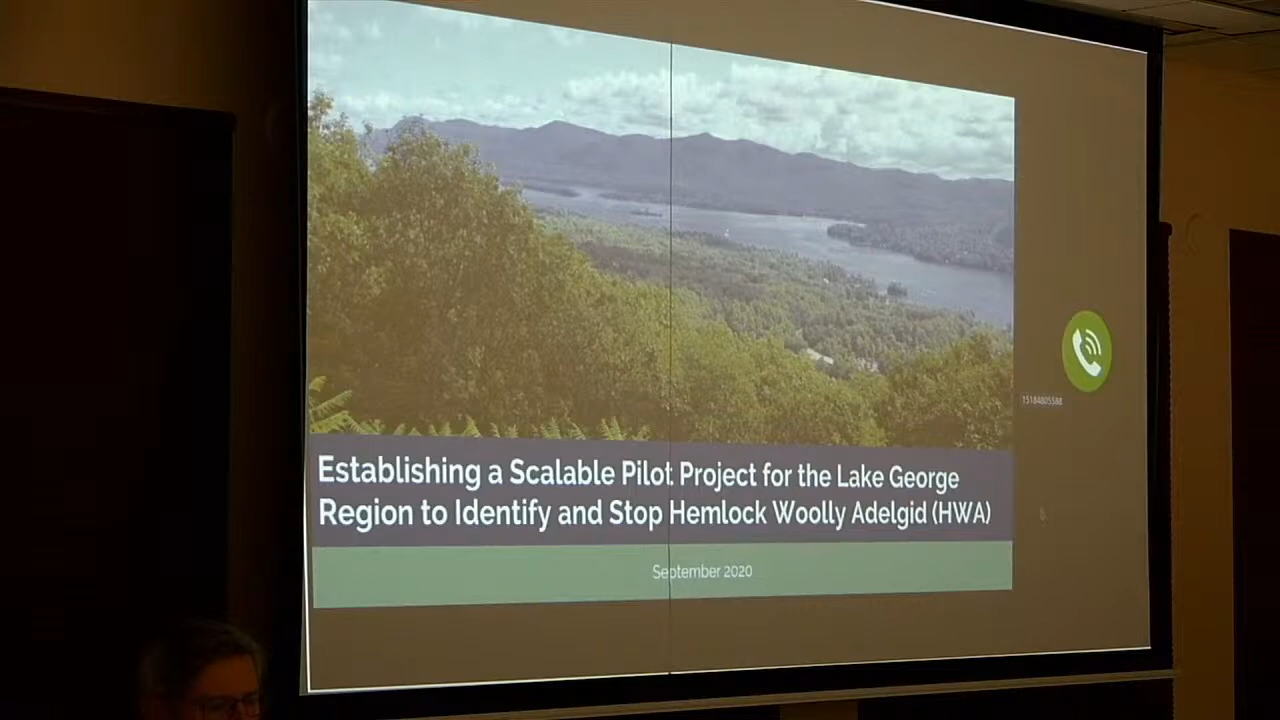 Establishing a Scalable Pilot Project for the Lake George
Region to Identify and Stop Hemlock Woolly Adelgid (HWA)
September 2020
15184805588